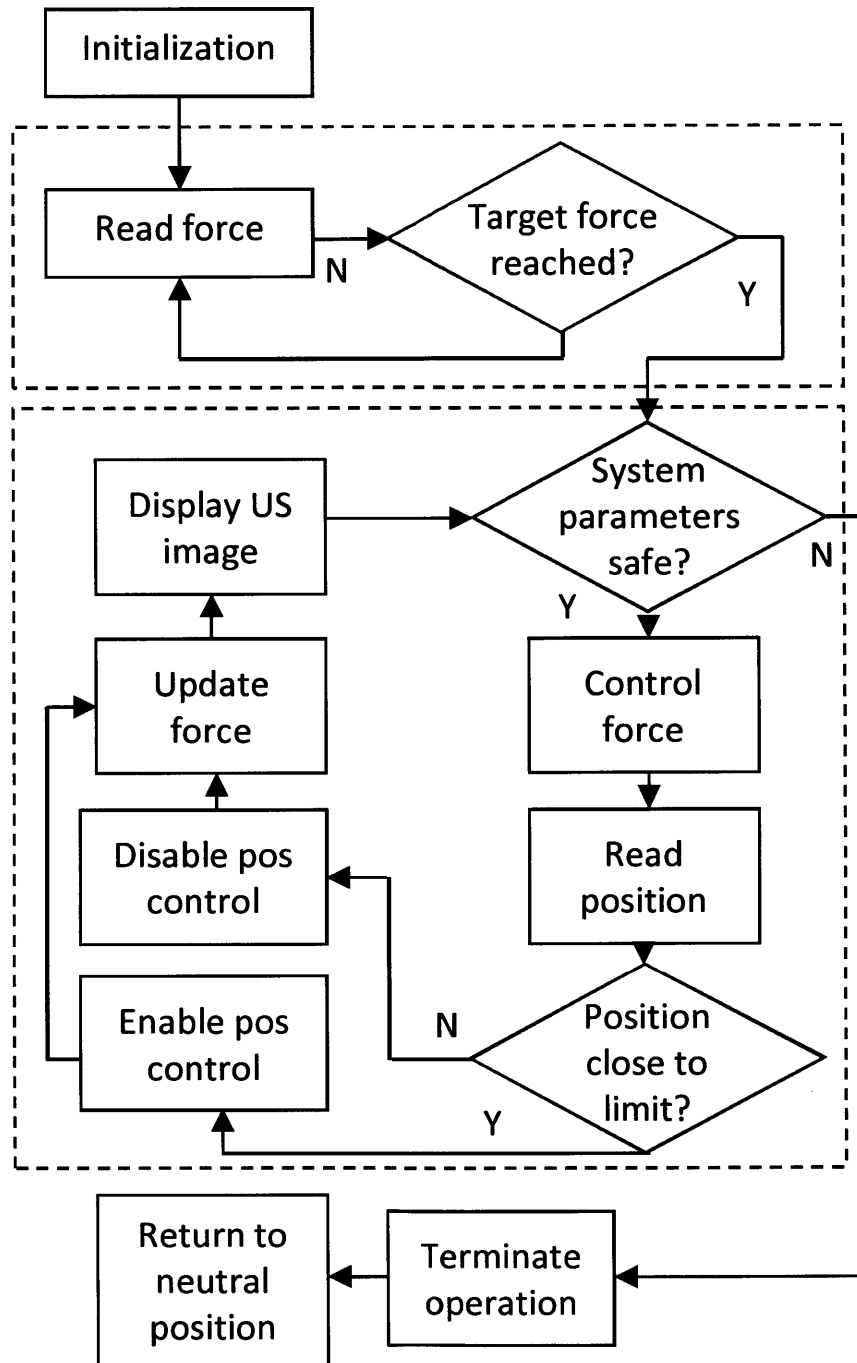 Initialization
Read force
N
Target force
reached?
Y
Display US
image
System
parameters
safe?
N
Y
Update
force
Control
force
Disable pos
control
Read
position
Enable pos
control
N
Position
close to
limit?
Y
Return to
neutral
position
Terminate
operation